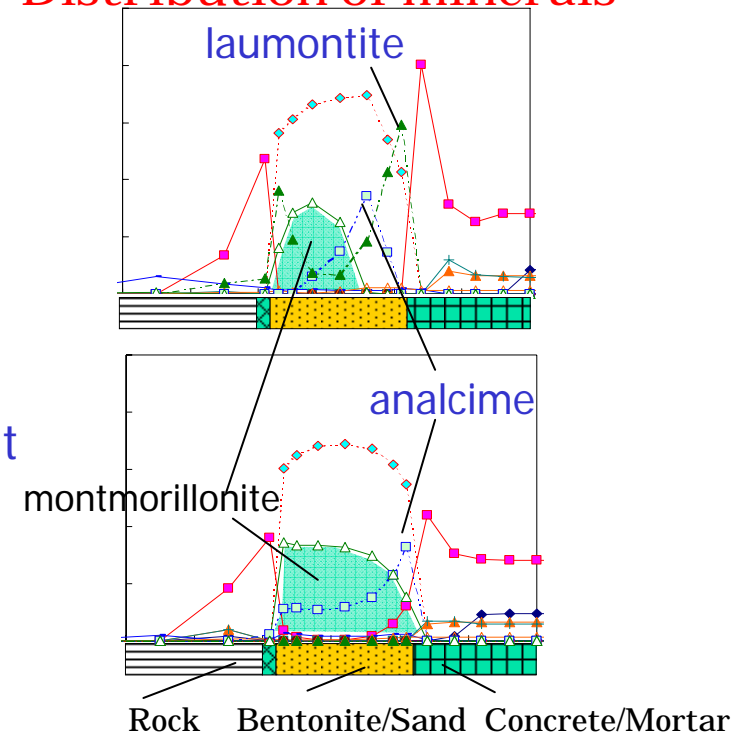 Distribution of minerals
laumontite
analcime
t
montmorillonite
Rock Bentonite/Sand Concrete/Mortar